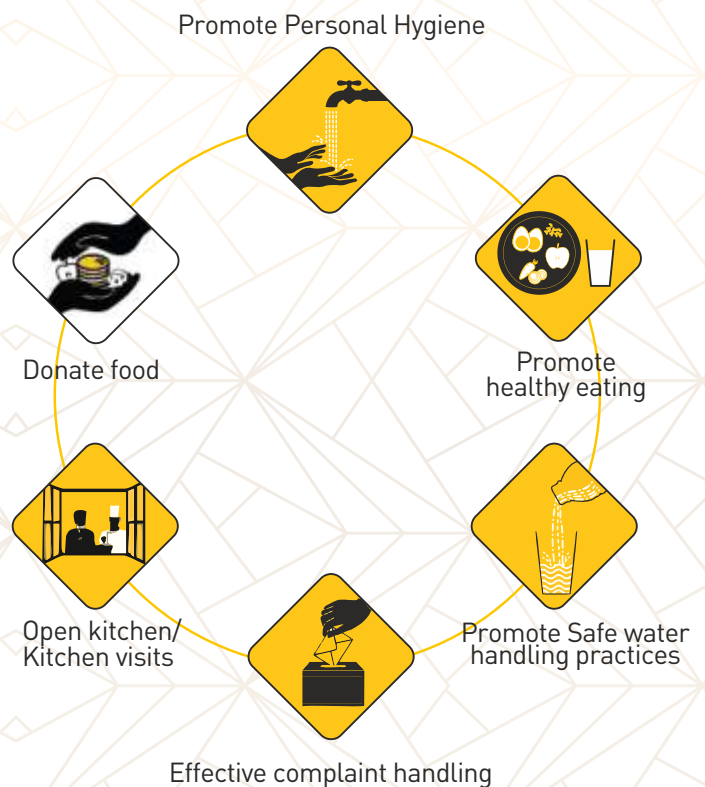 Promote Personal Hygiene
Donate food
Promote
healthy eating
Open kitchen/
Kitchen visits
Promote Safe water
handling practices
Effective complaint handling